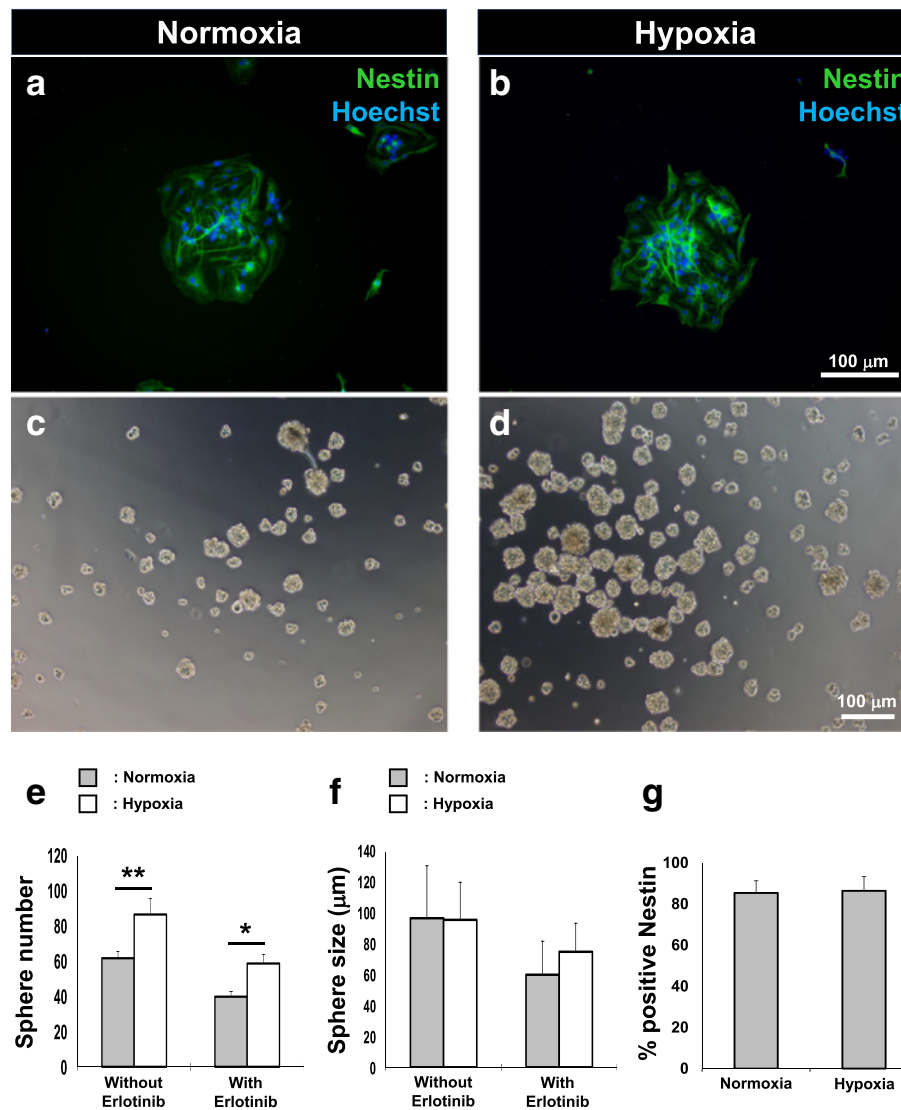 Normoxia
Hypoxia
a
Nestin
Hoechst
b
Nestin
Hoechst
100 μm
c
d
100 μm
e
: Normoxia
: Hypoxia
Sphere number
120
100
80
60
40
20
0
**
*
Without
Erlotinib
With
Erlotinib
f
: Normoxia
: Hypoxia
Sphere size (μm)
140
120
100
80
60
40
20
0
Without
Erlotinib
With
Erlotinib
g
% positive Nestin
100
80
60
40
20
0
Normoxia
Hypoxia